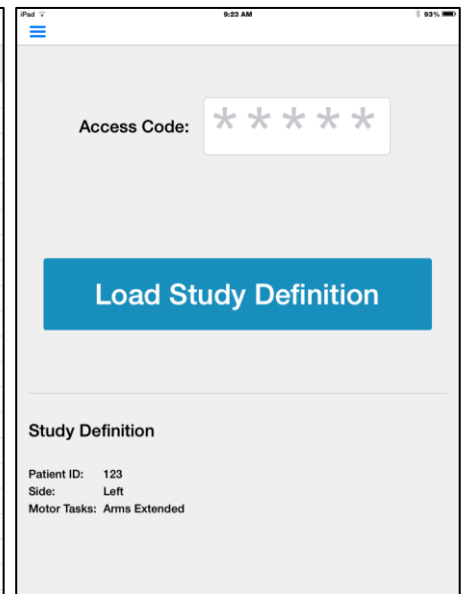 iPad 9:23 AM 93%
Access Code: * * * * *
Load Study Definition
Study Definition
Patient ID: 123
Side: Left
Motor Tasks: Arms Extended